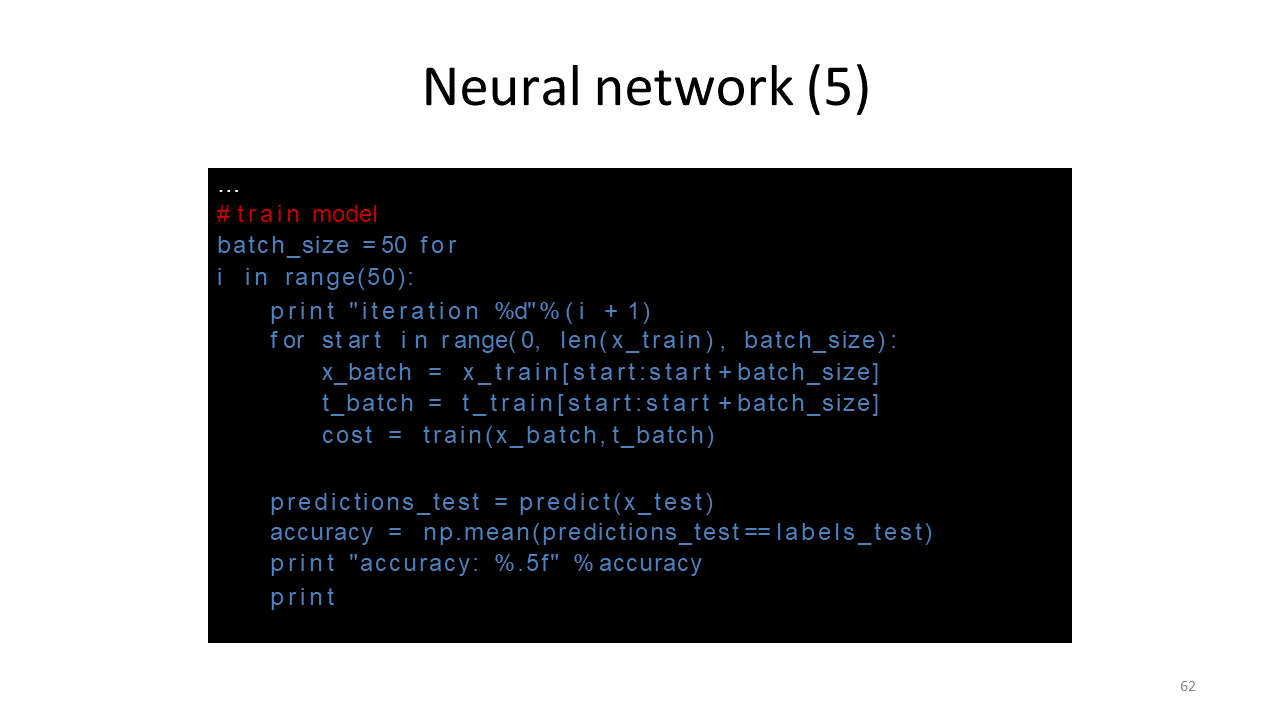 Neural network (5)
...
# train model
batch_size = 50 for
i in range(50):
print "iteration %d" % (i + 1)
for start in range(0, len(x_train), batch_size):
x_batch = x_train[start:start + batch_size]
t_batch = t_train[start:start + batch_size]
cost = train(x_batch, t_batch)
predictions_test = predict(x_test)
accuracy = np.mean(predictions_test == labels_test)
print "accuracy: %.5f" % accuracy
print
62